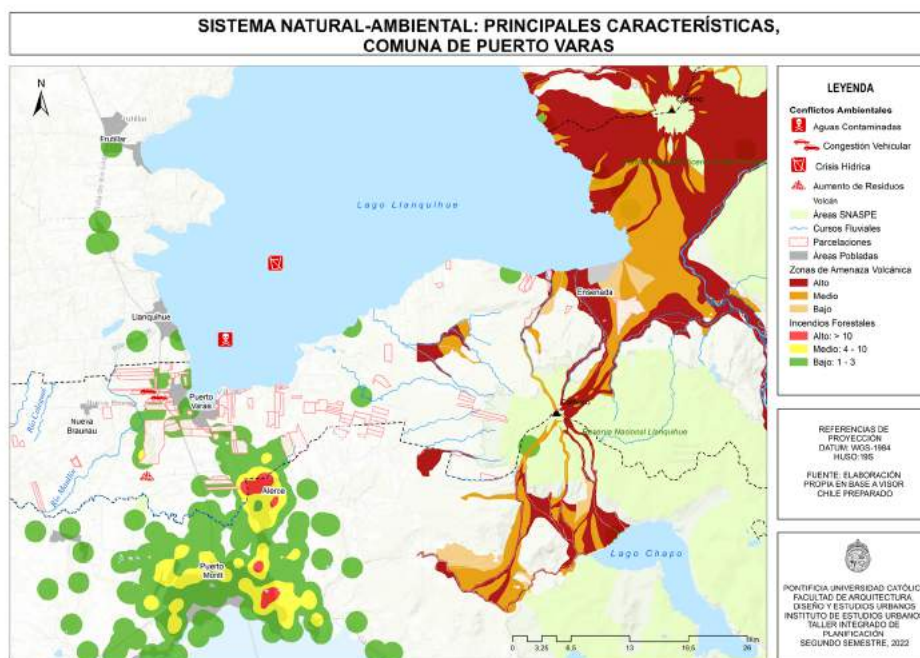 SISTEMA NATURAL-AMBIENTAL: PRINCIPALES CARACTERÍSTICAS,
COMUNA DE PUERTO VARAS
N
Frutillar
Lago Llanquihue
Llanquihue
Ensenada
Puerto
Varas
Nueva
Braunau
Río Maullín
Reserva Nacional Llanquihue
Alerce
Puerto
Montt
Lago Chapo
0 3,25 6,5 13 19,5 26
Km
LEYENDA
Conflictos Ambientales
Aguas Contaminadas
Congestión Vehicular
Crisis Hídrica
Aumento de Residuos
Volcán
Áreas SNASPE
Cursos Fluviales
Parcelaciones
Áreas Pobladas
Zonas de Amenaza Volcánica
Alto
Medio
Bajo
Incendios Forestales
Alto: > 10
Medio: 4 - 10
Bajo: 1 - 3
REFERENCIAS DE
PROYECCIÓN
DATUM: WGS-1984
HUSO:19S
FUENTE: ELABORACIÓN
PROPIA EN BASE A VISOR
CHILE PREPARADO
PONTIFICIA UNIVERSIDAD CATÓLIC
FACULTAD DE ARQUITECTURA,
DISEÑO Y ESTUDIOS URBANOS
INSTITUTO DE ESTUDIOS URBANO
TALLER INTEGRADO DE
PLANIFICACIÓN
SEGUNDO SEMESTRE, 2022